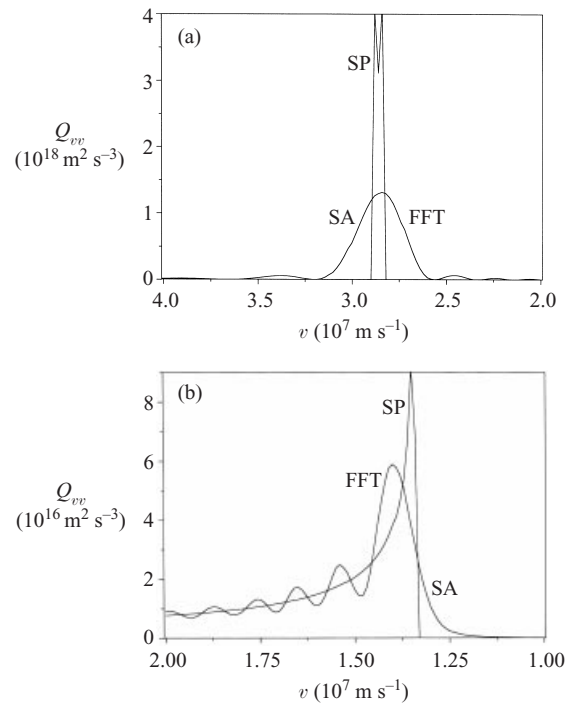 4
(a)
SP
3
Q_vv
(10^18 m^2 s^–3)
2
SA FFT
1
0
4.0 3.5 3.0 2.5 2.0
v (10^7 m s^–1)
(b)
8
SP
6
FFT
Q_vv
(10^16 m^2 s^–3)
4
2
SA
0
2.00 1.75 1.50 1.25 1.00
v (10^7 m s^–1)